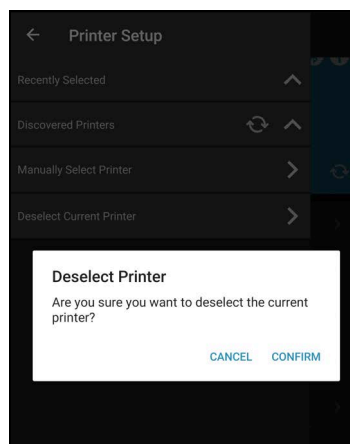 Printer Setup
Recently Selected
Discovered Printers
Manually Select Printer
Deselect Current Printer
Deselect Printer
Are you sure you want to deselect the current
printer?
CANCEL CONFIRM